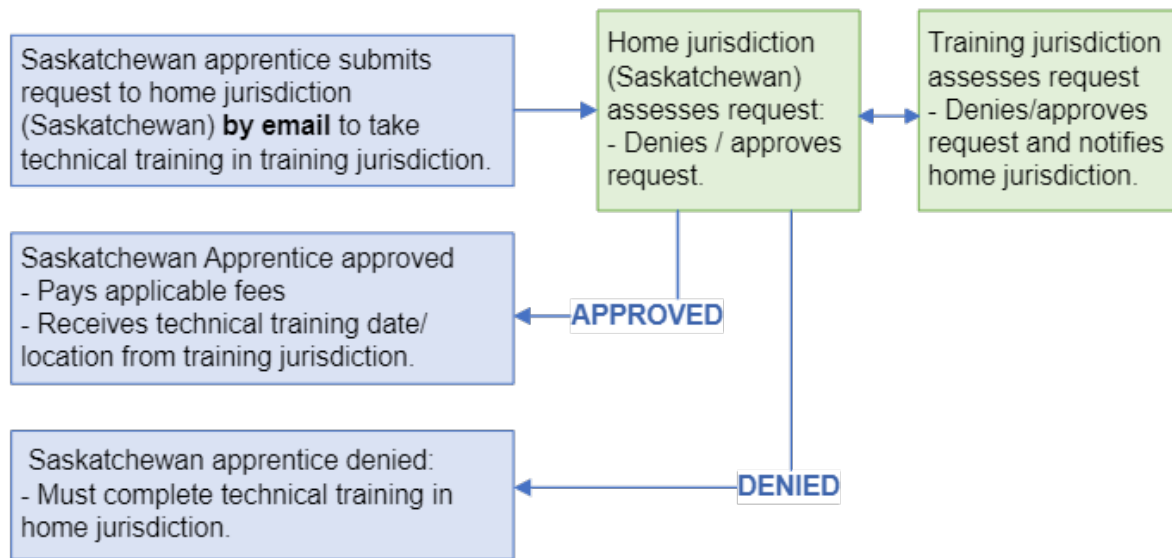 Saskatchewan apprentice submits
request to home jurisdiction
(Saskatchewan) by email to take
technical training in training jurisdiction.
Home jurisdiction
(Saskatchewan)
assesses request:
- Denies / approves
request.
Training jurisdiction
assesses request
- Denies/approves
request and notifies
home jurisdiction.
Saskatchewan Apprentice approved
- Pays applicable fees
- Receives technical training date/
location from training jurisdiction.
APPROVED
Saskatchewan apprentice denied:
- Must complete technical training in
home jurisdiction.
DENIED